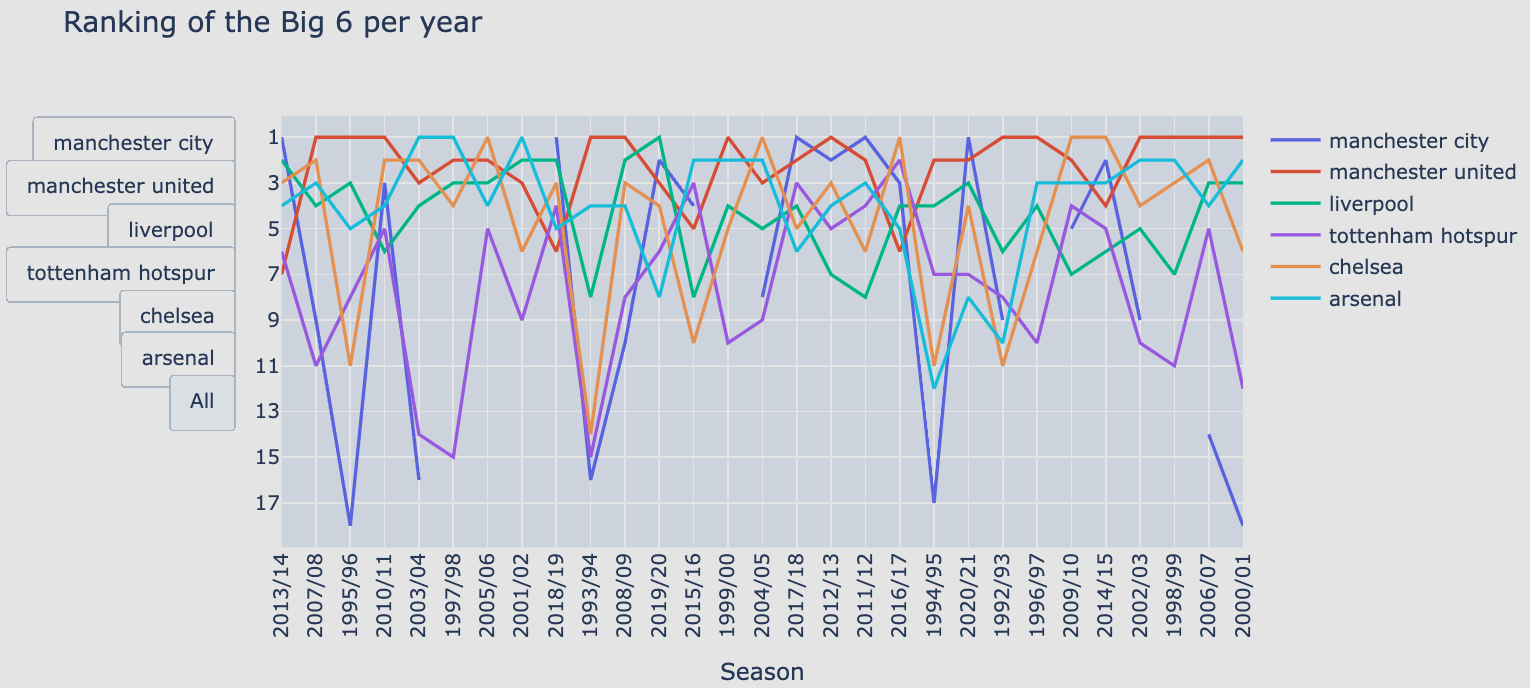 Ranking of the Big 6 per year
manchester city
manchester united
liverpool
tottenham hotspur
chelsea
arsenal
All
1
3
5
7
9
11
13
15
17
2013/14
2007/08
1995/96
2010/11
2003/04
1997/98
2005/06
2001/02
2018/19
1993/94
2008/09
2019/20
2015/16
1999/00
2004/05
2017/18
2012/13
2011/12
2016/17
1994/95
2020/21
1992/93
1996/97
2009/10
2014/15
2002/03
1998/99
2006/07
2000/01
Season
manchester city
manchester united
liverpool
tottenham hotspur
chelsea
arsenal